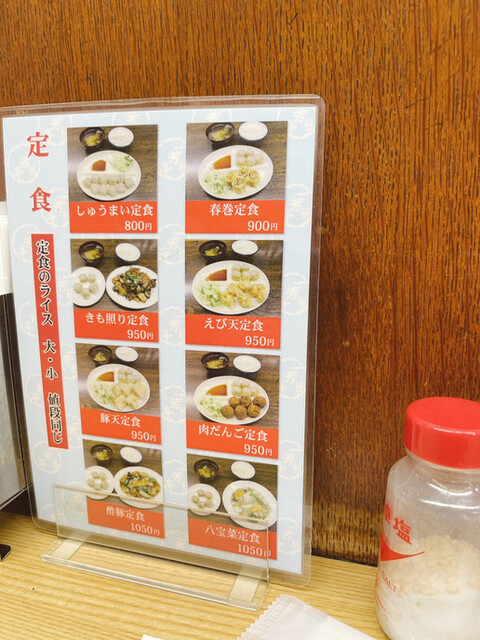 定食
定食のライス 大・小 値段同じ
しゅうまい定食
800円
春巻定食
900円
きも照り定食
950円
えび天定食
950円
豚天定食
950円
肉だんご定食
950円
酢豚定食
1050円
八宝菜定食
1050円
塩